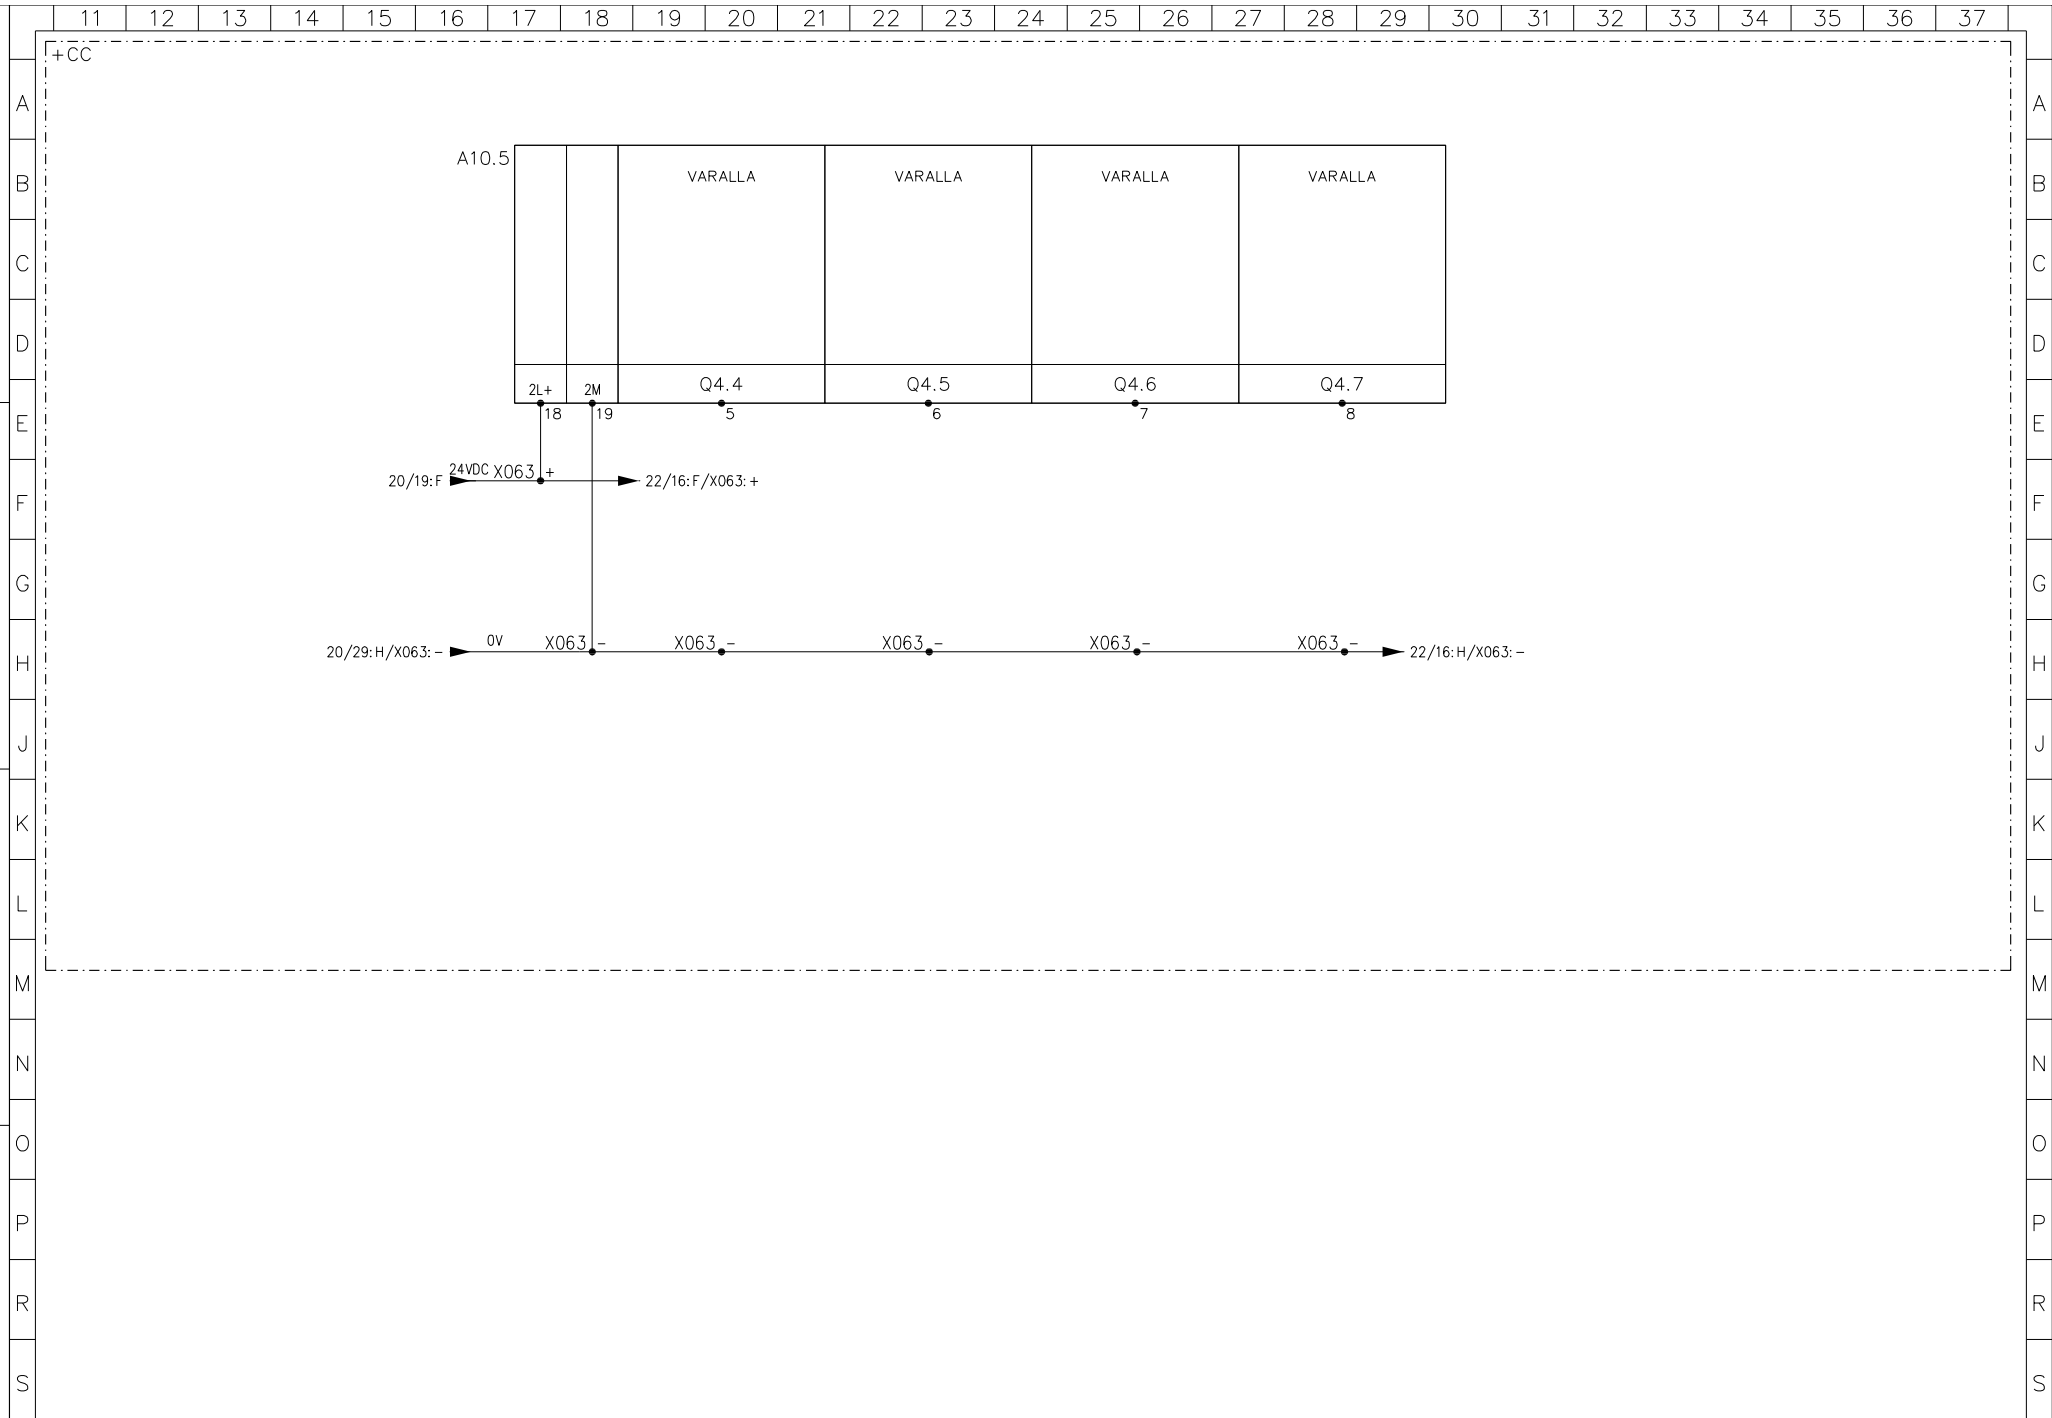 11 12 13 14 15 16 17 18 19 20 21 22 23 24 25 26 27 28 29 30 31 32 33 34 35 36 37
+CC
A A
A10.5 VARALLA VARALLA VARALLA VARALLA
B B
C C
D D
2L+ 2M Q4.4 Q4.5 Q4.6 Q4.7
18 19 5 6 7 8
E E
20/19:F 24VDC X063 + 22/16:F/X063:+
F F
G G
20/29:H/X063:- 0V X063 - X063 - X063 - X063 - X063 - 22/16:H/X063:-
H H
J J
K K
L L
M M
N N
O O
P P
R R
S S